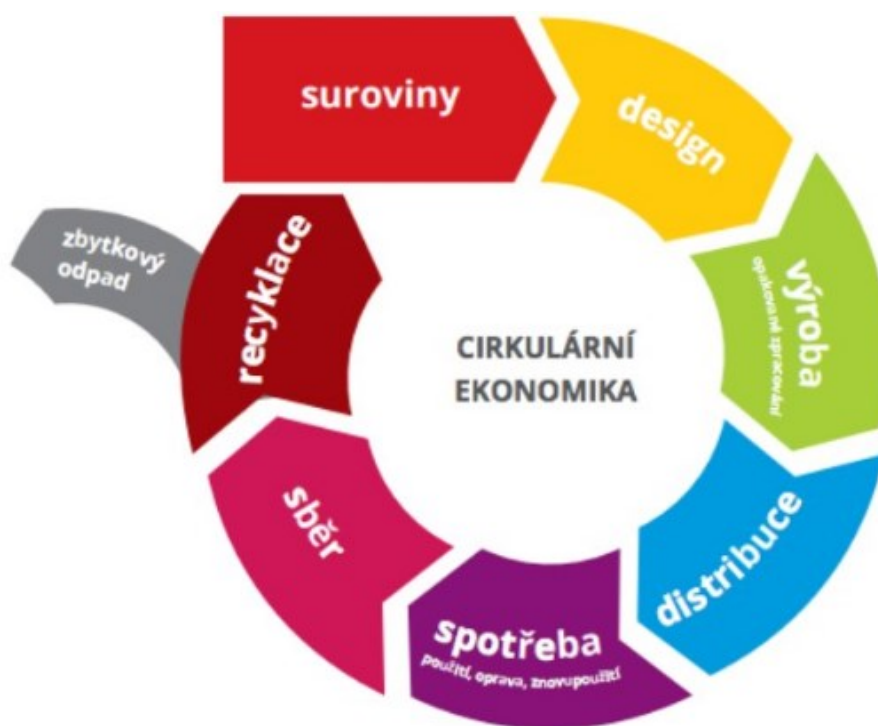 suroviny
design
výroba
opakované zpracování
distribuce
spotřeba
použití, oprava, znovupoužití
sběr
recyklace
zbytkový
odpad
CIRKULÁRNÍ
EKONOMIKA